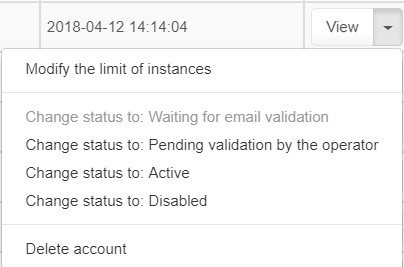 2018-04-12 14:14:04 View
Modify the limit of instances
Change status to: Waiting for email validation
Change status to: Pending validation by the operator
Change status to: Active
Change status to: Disabled
Delete account